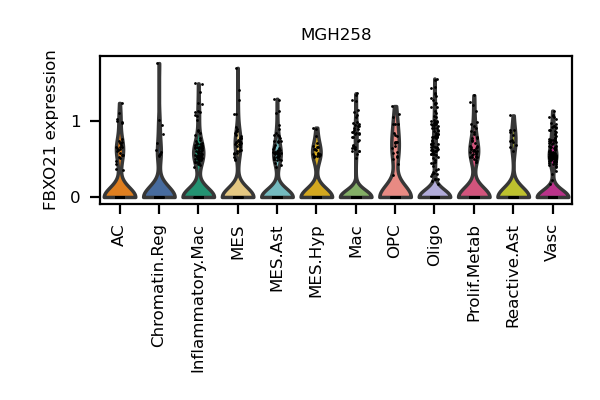 MGH258
FBXO21 expression
1
0
AC
Chromatin.Reg
Inflammatory.Mac
MES
MES.Ast
MES.Hyp
Mac
OPC
Oligo
Prolif.Metab
Reactive.Ast
Vasc